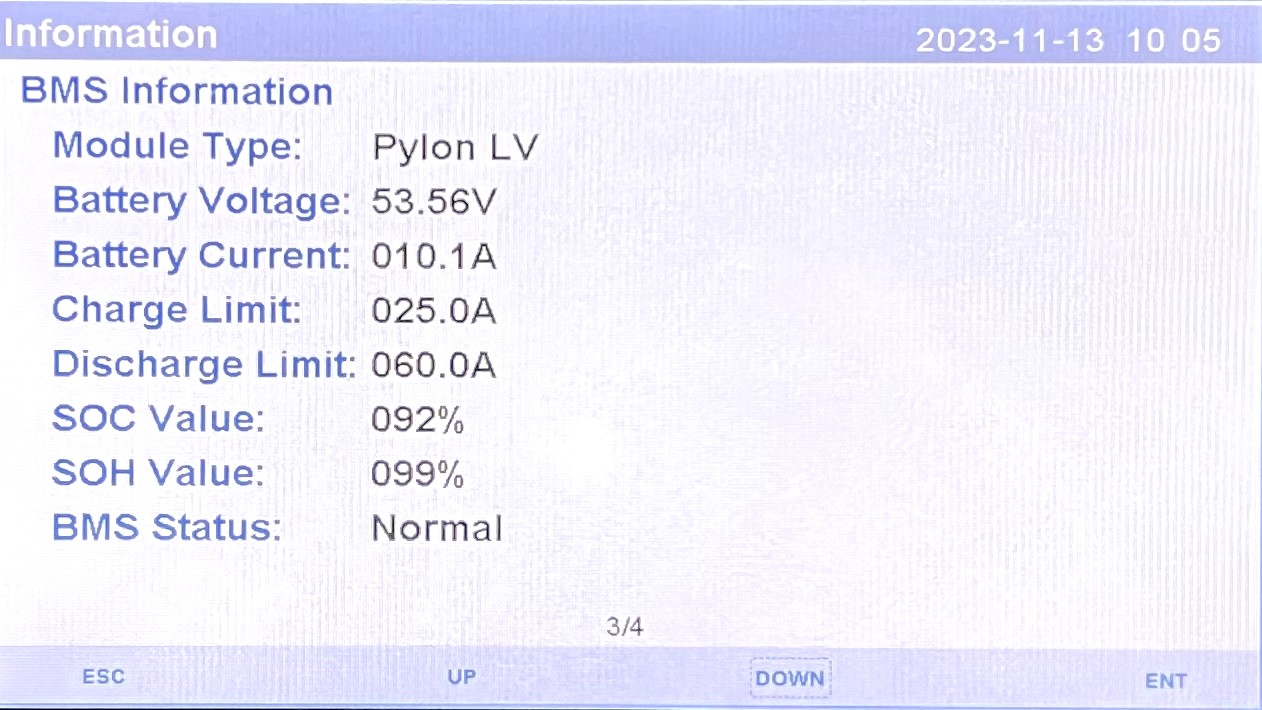 Information 2023-11-13 10 05
BMS Information
Module Type: Pylon LV
Battery Voltage: 53.56V
Battery Current: 010.1A
Charge Limit: 025.0A
Discharge Limit: 060.0A
SOC Value: 092%
SOH Value: 099%
BMS Status: Normal
3/4
ESC UP DOWN ENT